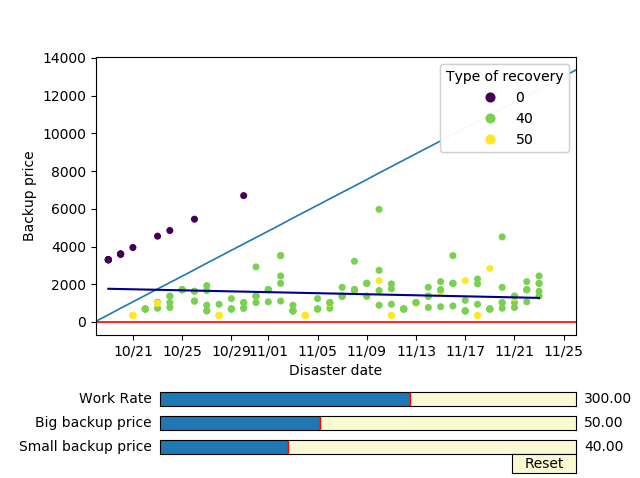 14000
12000
10000
8000
6000
4000
2000
0
Backup price
Type of recovery
0
40
50
10/21 10/25 10/29 11/01 11/05 11/09 11/13 11/17 11/21 11/25
Disaster date
Work Rate 300.00
Big backup price 50.00
Small backup price 40.00
Reset